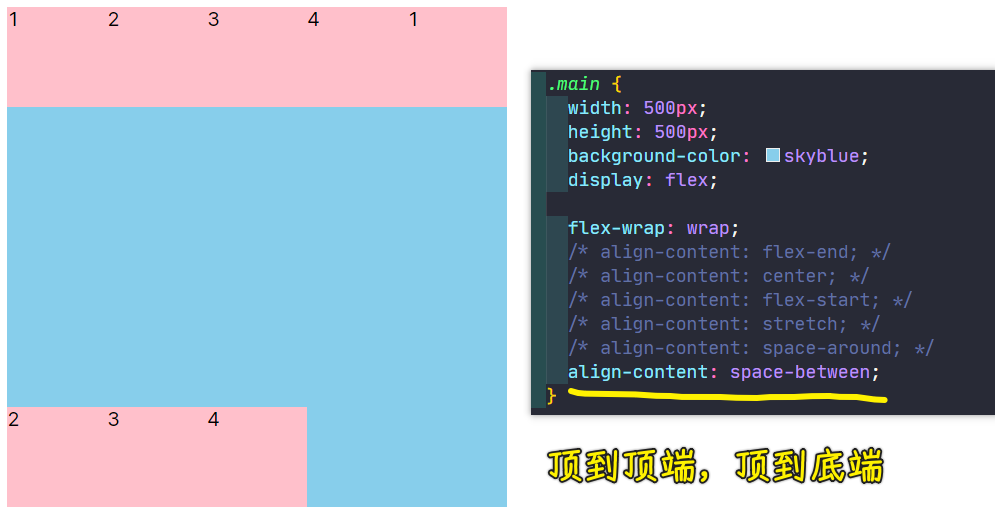 1 2 3 4 1
2 3 4
.main {
width: 500px;
height: 500px;
background-color: skyblue;
display: flex;
flex-wrap: wrap;
/* align-content: flex-end; */
/* align-content: center; */
/* align-content: flex-start; */
/* align-content: stretch; */
/* align-content: space-around; */
align-content: space-between;
}
顶到顶端，顶到底端